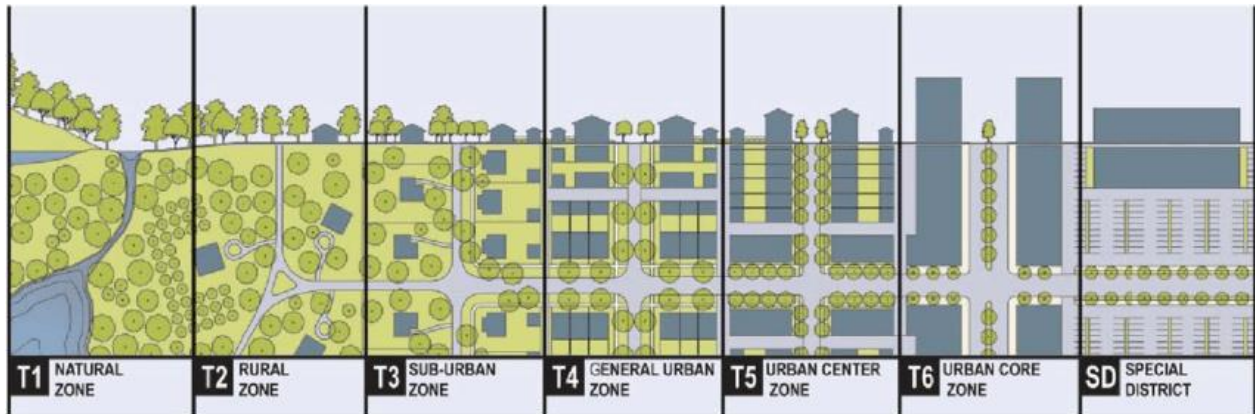 T1 NATURAL
ZONE
T2 RURAL
ZONE
T3 SUB-URBAN
ZONE
T4 GENERAL URBAN
ZONE
T5 URBAN CENTER
ZONE
T6 URBAN CORE
ZONE
SD SPECIAL
DISTRICT